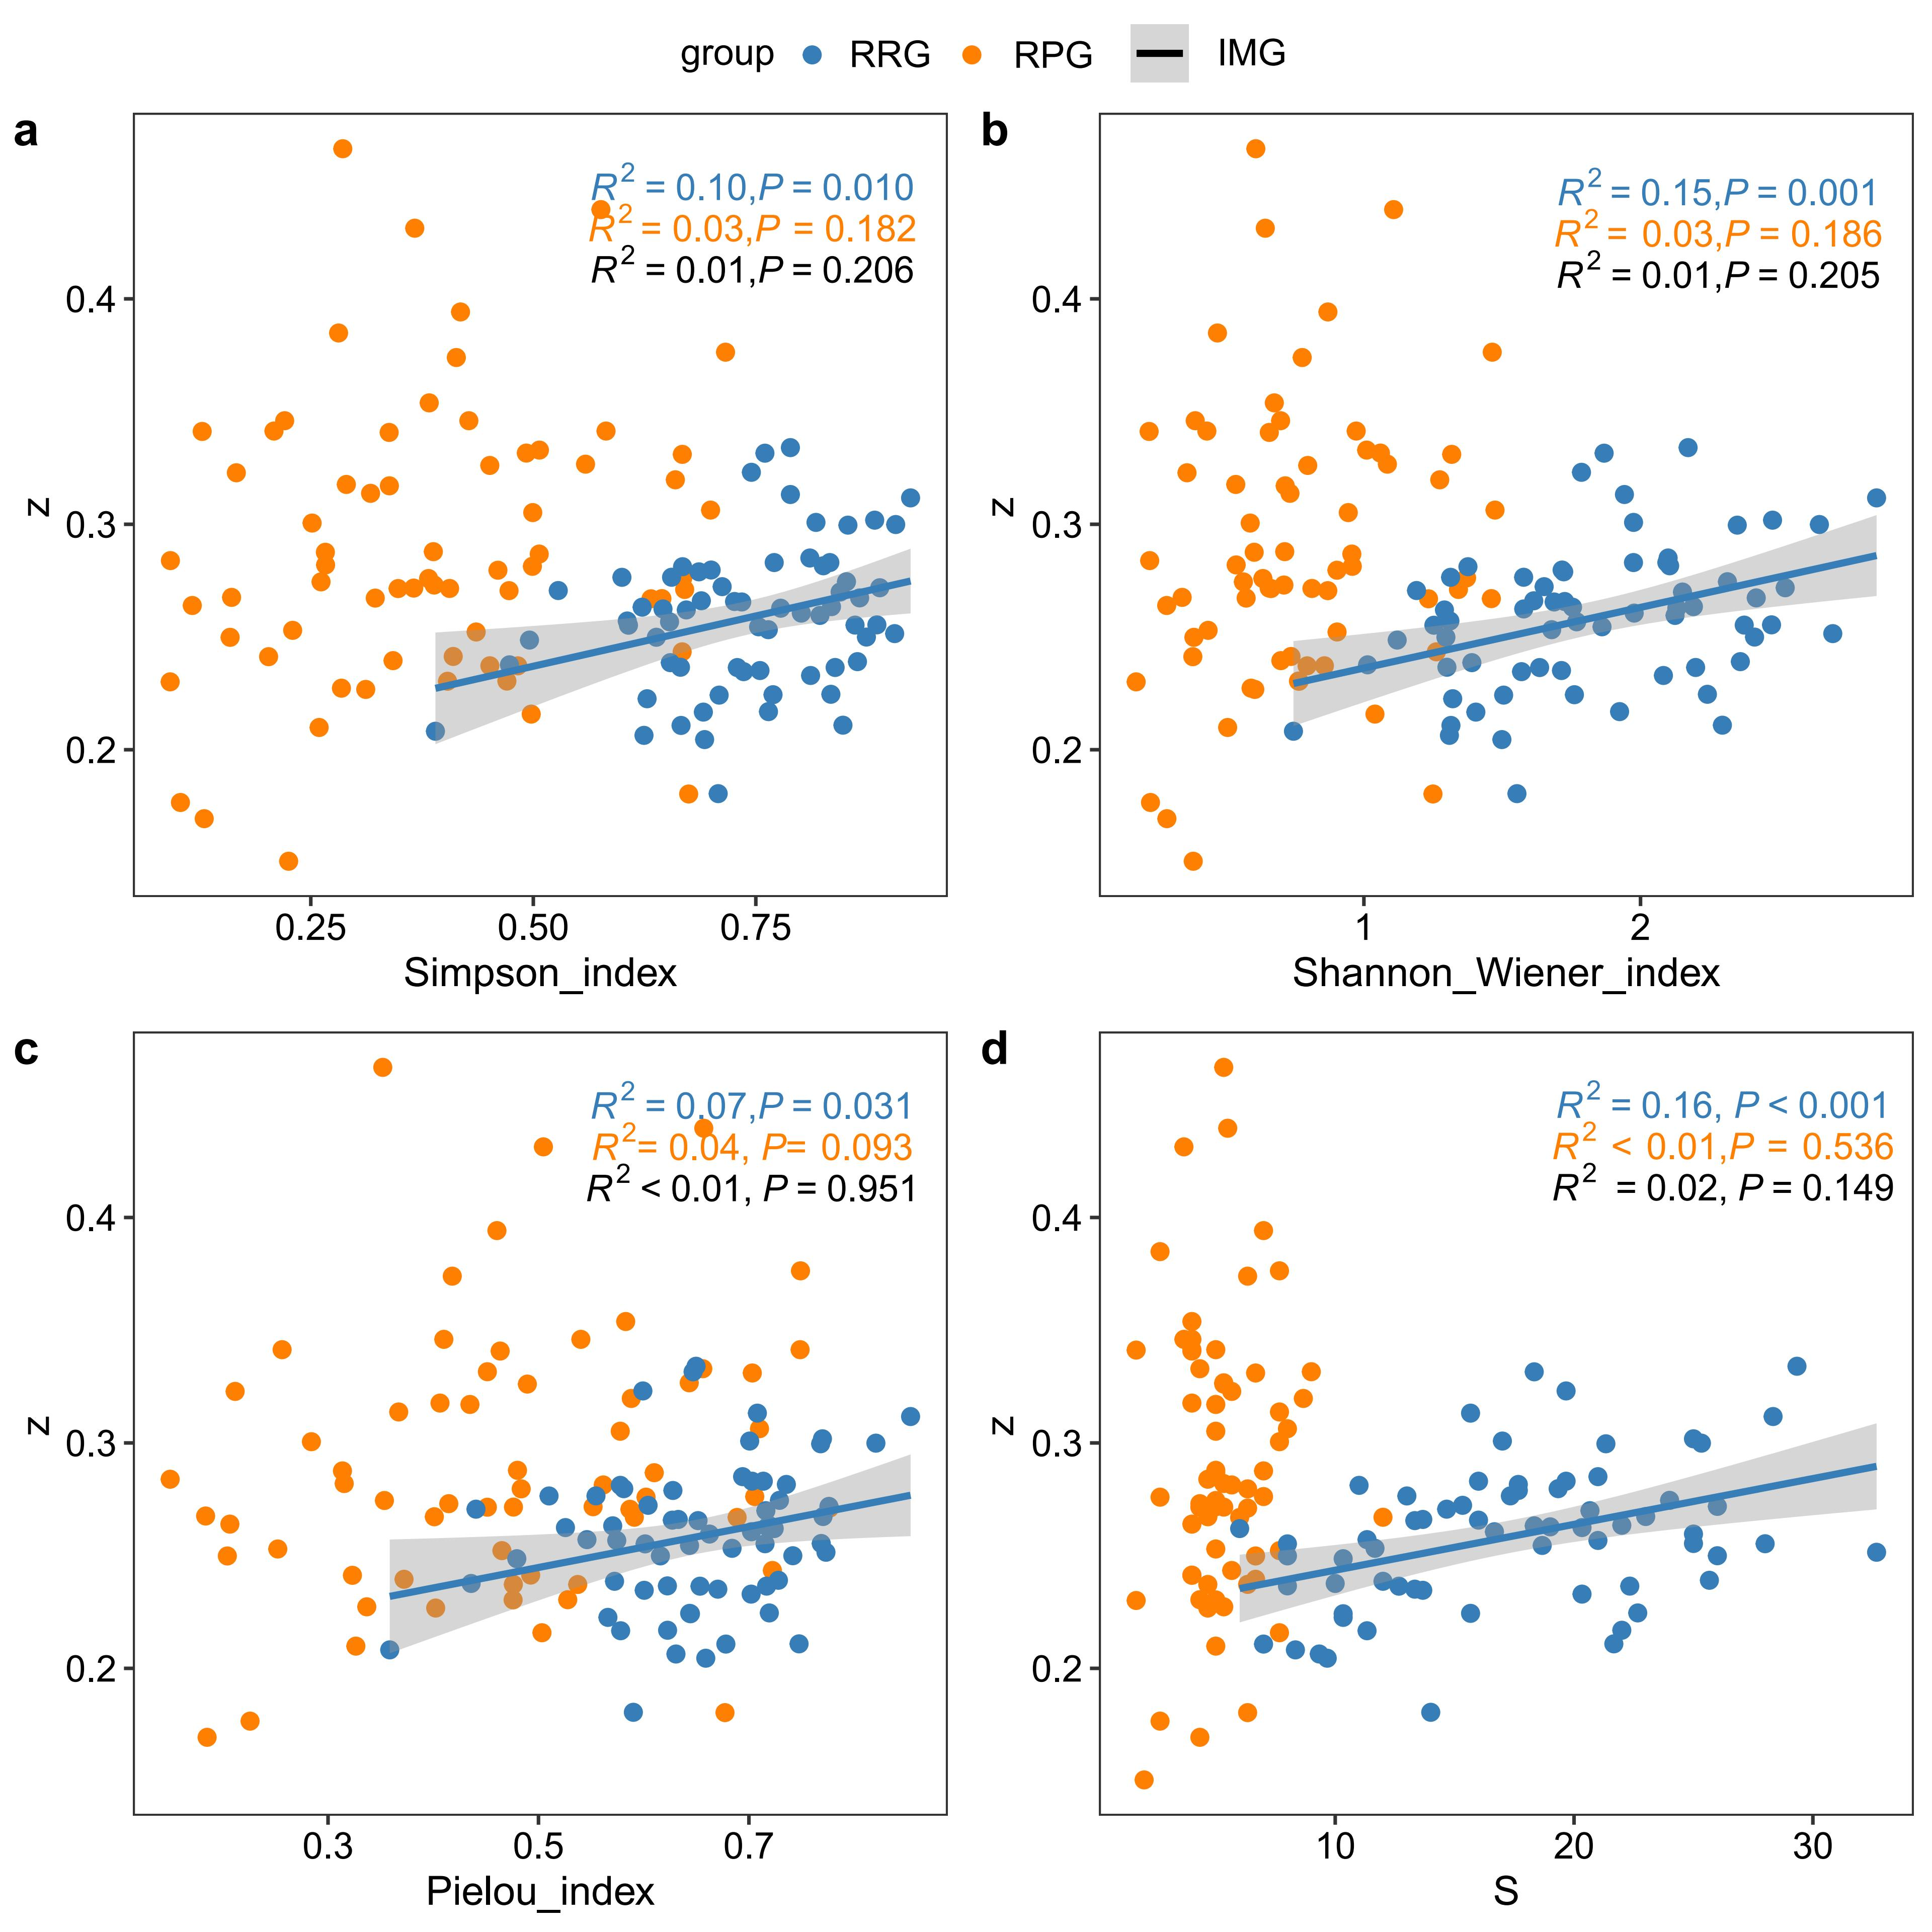 group RRG RPG IMG
a
R² = 0.10,P = 0.010
R² = 0.03,P = 0.182
R² = 0.01,P = 0.206
z
0.4
0.3
0.2
0.25 0.50 0.75
Simpson_index
b
R² = 0.15,P = 0.001
R² = 0.03,P = 0.186
R² = 0.01,P = 0.205
z
0.4
0.3
0.2
1 2
Shannon_Wiener_index
c
R² = 0.07,P = 0.031
R² = 0.04, P= 0.093
R² < 0.01, P = 0.951
z
0.4
0.3
0.2
0.3 0.5 0.7
Pielou_index
d
R² = 0.16, P < 0.001
R² < 0.01,P = 0.536
R² = 0.02, P = 0.149
z
0.4
0.3
0.2
10 20 30
S